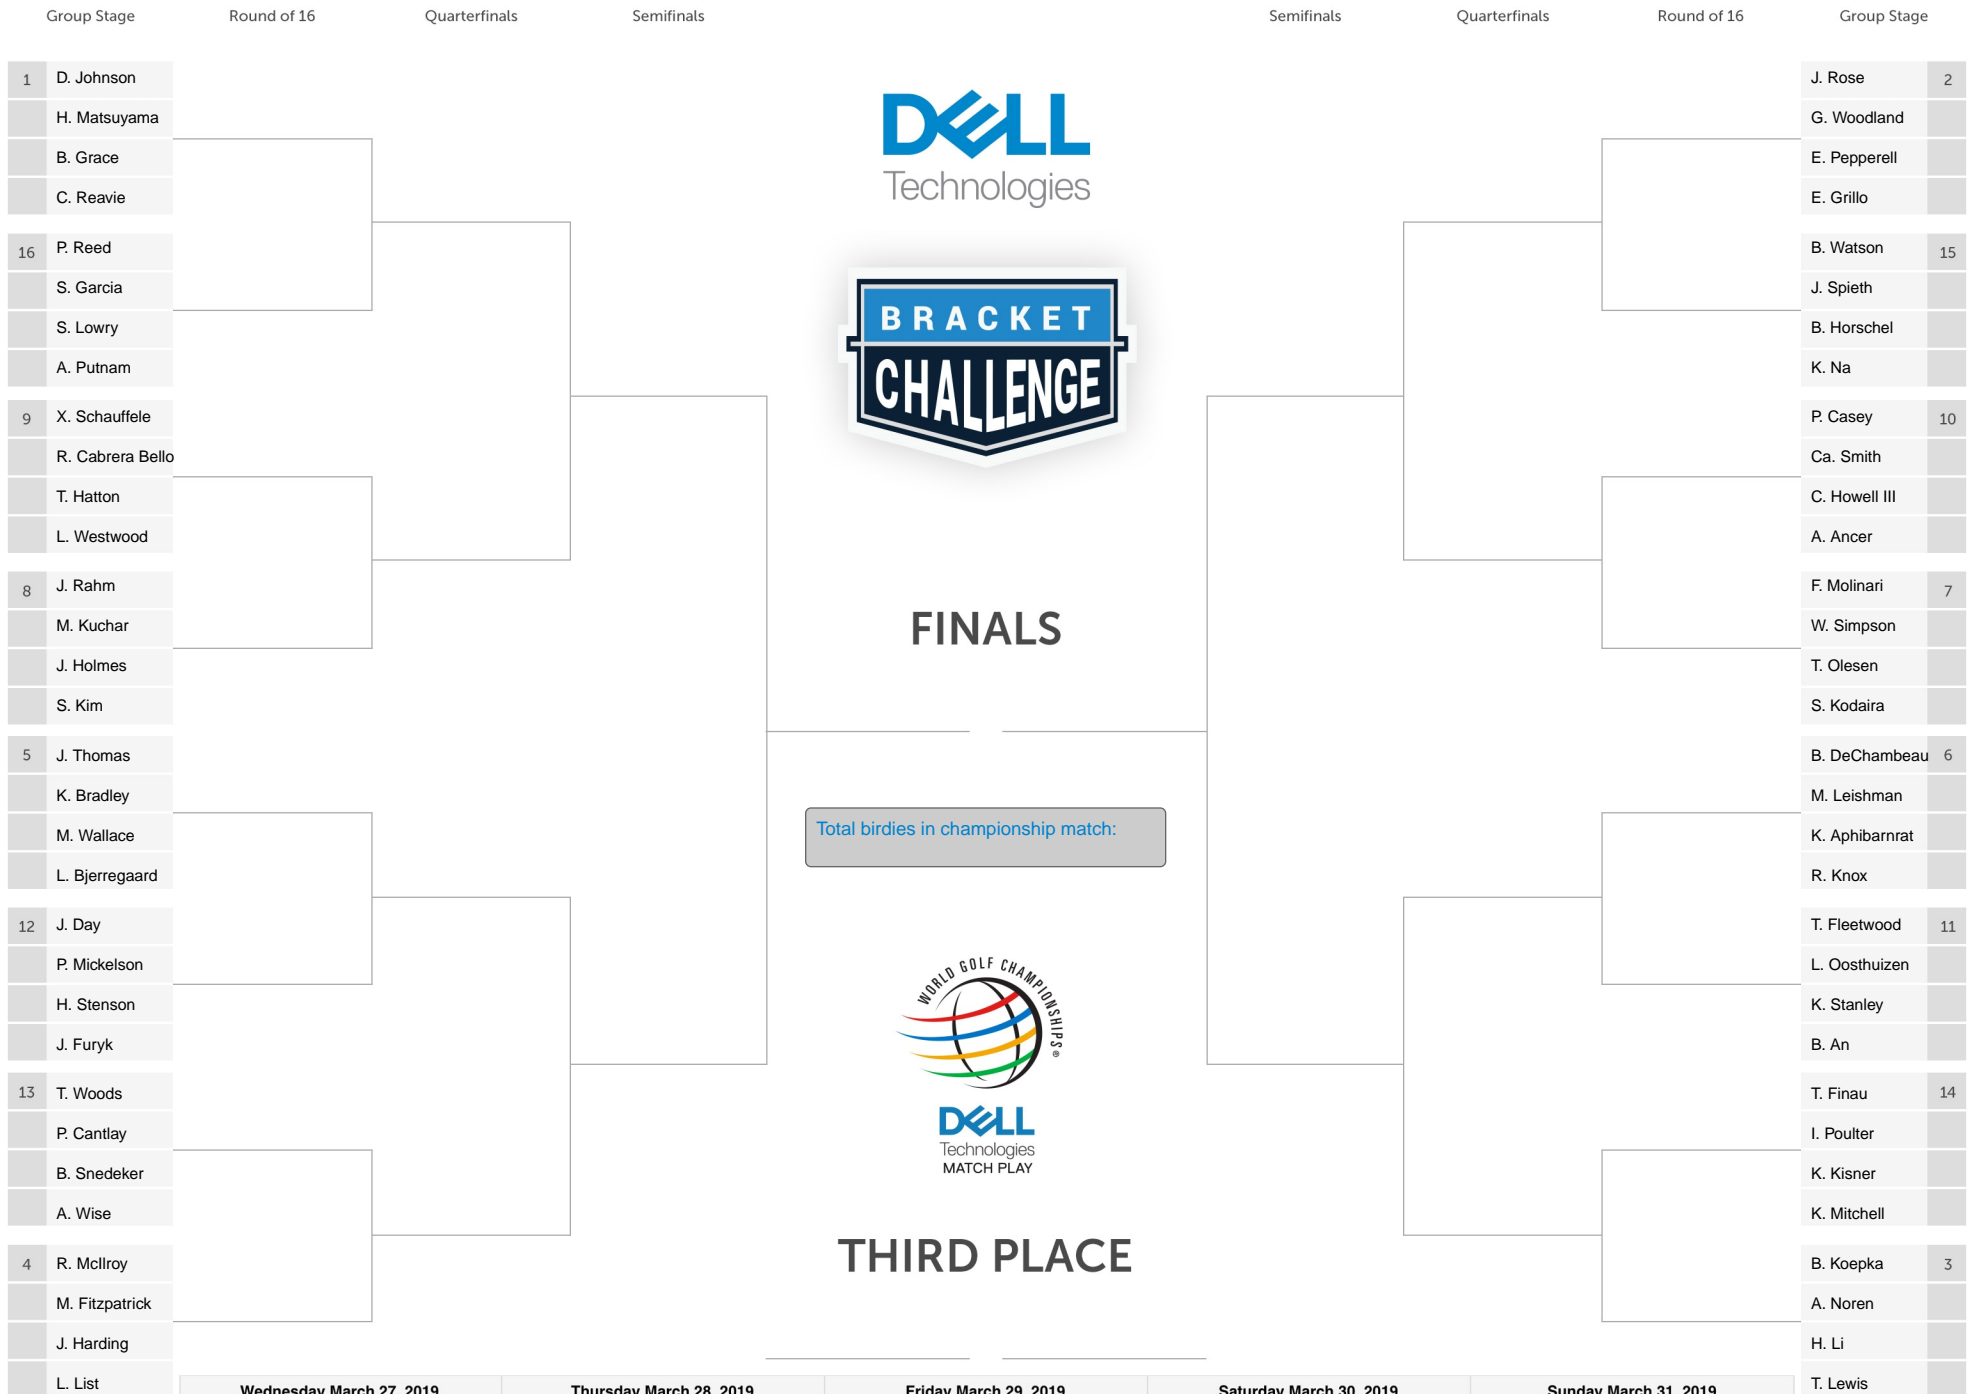 Group Stage Round of 16 Quarterfinals Semifinals Semifinals Quarterfinals Round of 16 Group Stage
1 D. Johnson
H. Matsuyama
B. Grace
C. Reavie
16 P. Reed
S. Garcia
S. Lowry
A. Putnam
9 X. Schauffele
R. Cabrera Bello
T. Hatton
L. Westwood
8 J. Rahm
M. Kuchar
J. Holmes
S. Kim
5 J. Thomas
K. Bradley
M. Wallace
L. Bjerregaard
12 J. Day
P. Mickelson
H. Stenson
J. Furyk
13 T. Woods
P. Cantlay
B. Snedeker
A. Wise
4 R. McIlroy
M. Fitzpatrick
J. Harding
L. List
DELL
Technologies
BRACKET
CHALLENGE
FINALS
Total birdies in championship match:
WORLD GOLF CHAMPIONSHIPS®
DELL
Technologies
MATCH PLAY
THIRD PLACE
J. Rose 2
G. Woodland
E. Pepperell
E. Grillo
B. Watson 15
J. Spieth
B. Horschel
K. Na
P. Casey 10
Ca. Smith
C. Howell III
A. Ancer
F. Molinari 7
W. Simpson
T. Olesen
S. Kodaira
B. DeChambeau 6
M. Leishman
K. Aphibarnrat
R. Knox
T. Fleetwood 11
L. Oosthuizen
K. Stanley
B. An
T. Finau 14
I. Poulter
K. Kisner
K. Mitchell
B. Koepka 3
A. Noren
H. Li
T. Lewis
Wednesday March 27, 2019 Thursday March 28, 2019 Friday March 29, 2019 Saturday March 30, 2019 Sunday March 31, 2019